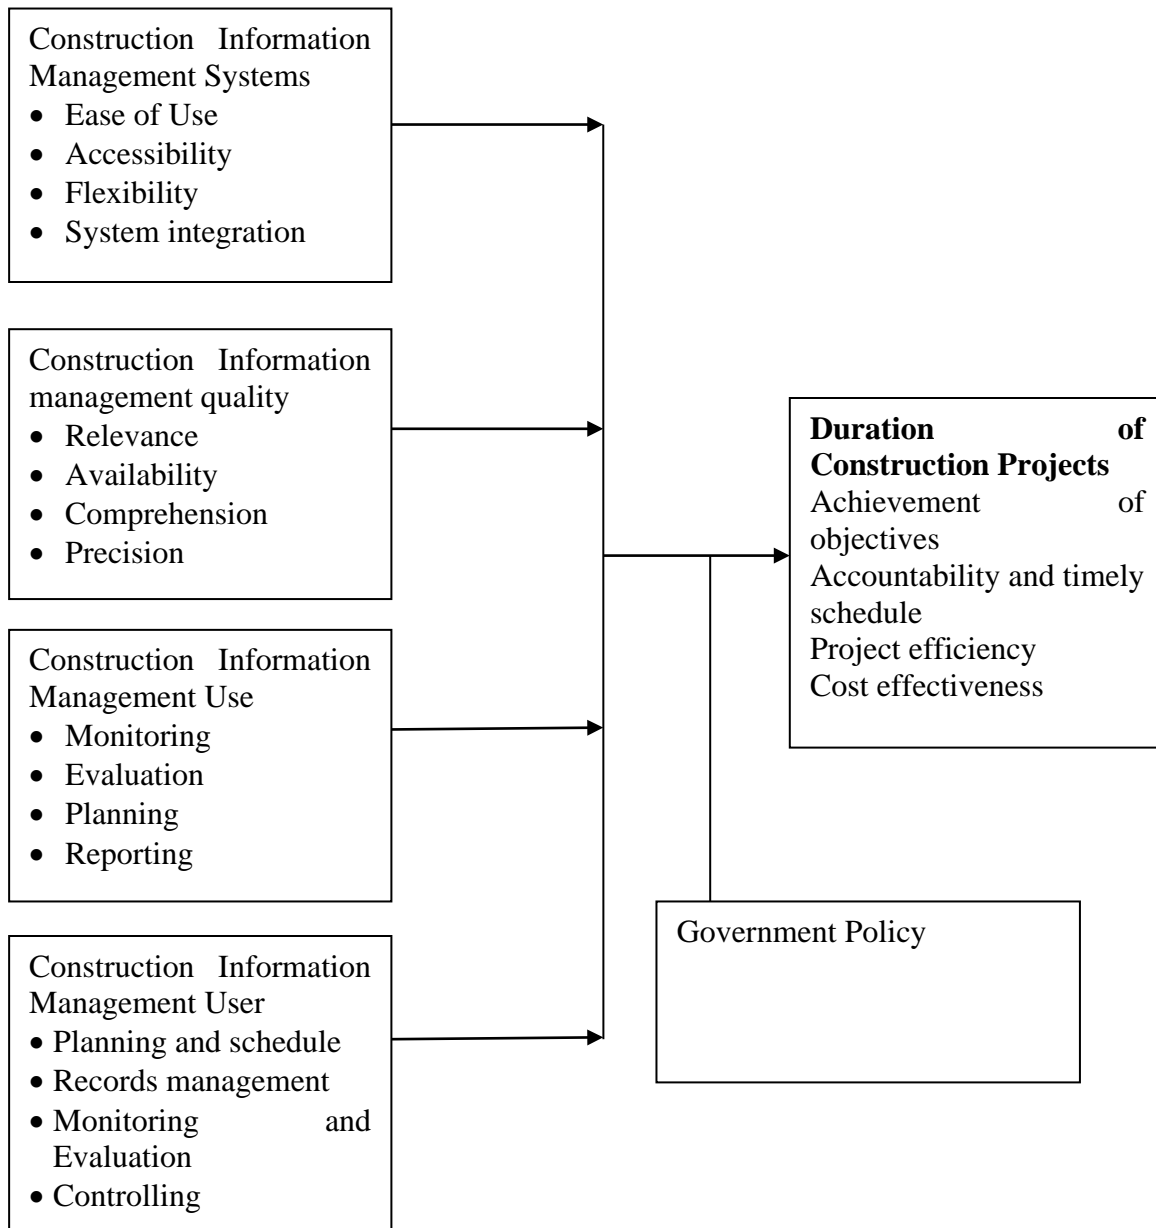 Construction Information
Management Systems
• Ease of Use
• Accessibility
• Flexibility
• System integration
Construction Information
management quality
• Relevance
• Availability
• Comprehension
• Precision
Construction Information
Management Use
• Monitoring
• Evaluation
• Planning
• Reporting
Construction Information
Management User
• Planning and schedule
• Records management
• Monitoring and
Evaluation
• Controlling
Duration of
Construction Projects
Achievement of
objectives
Accountability and timely
schedule
Project efficiency
Cost effectiveness
Government Policy